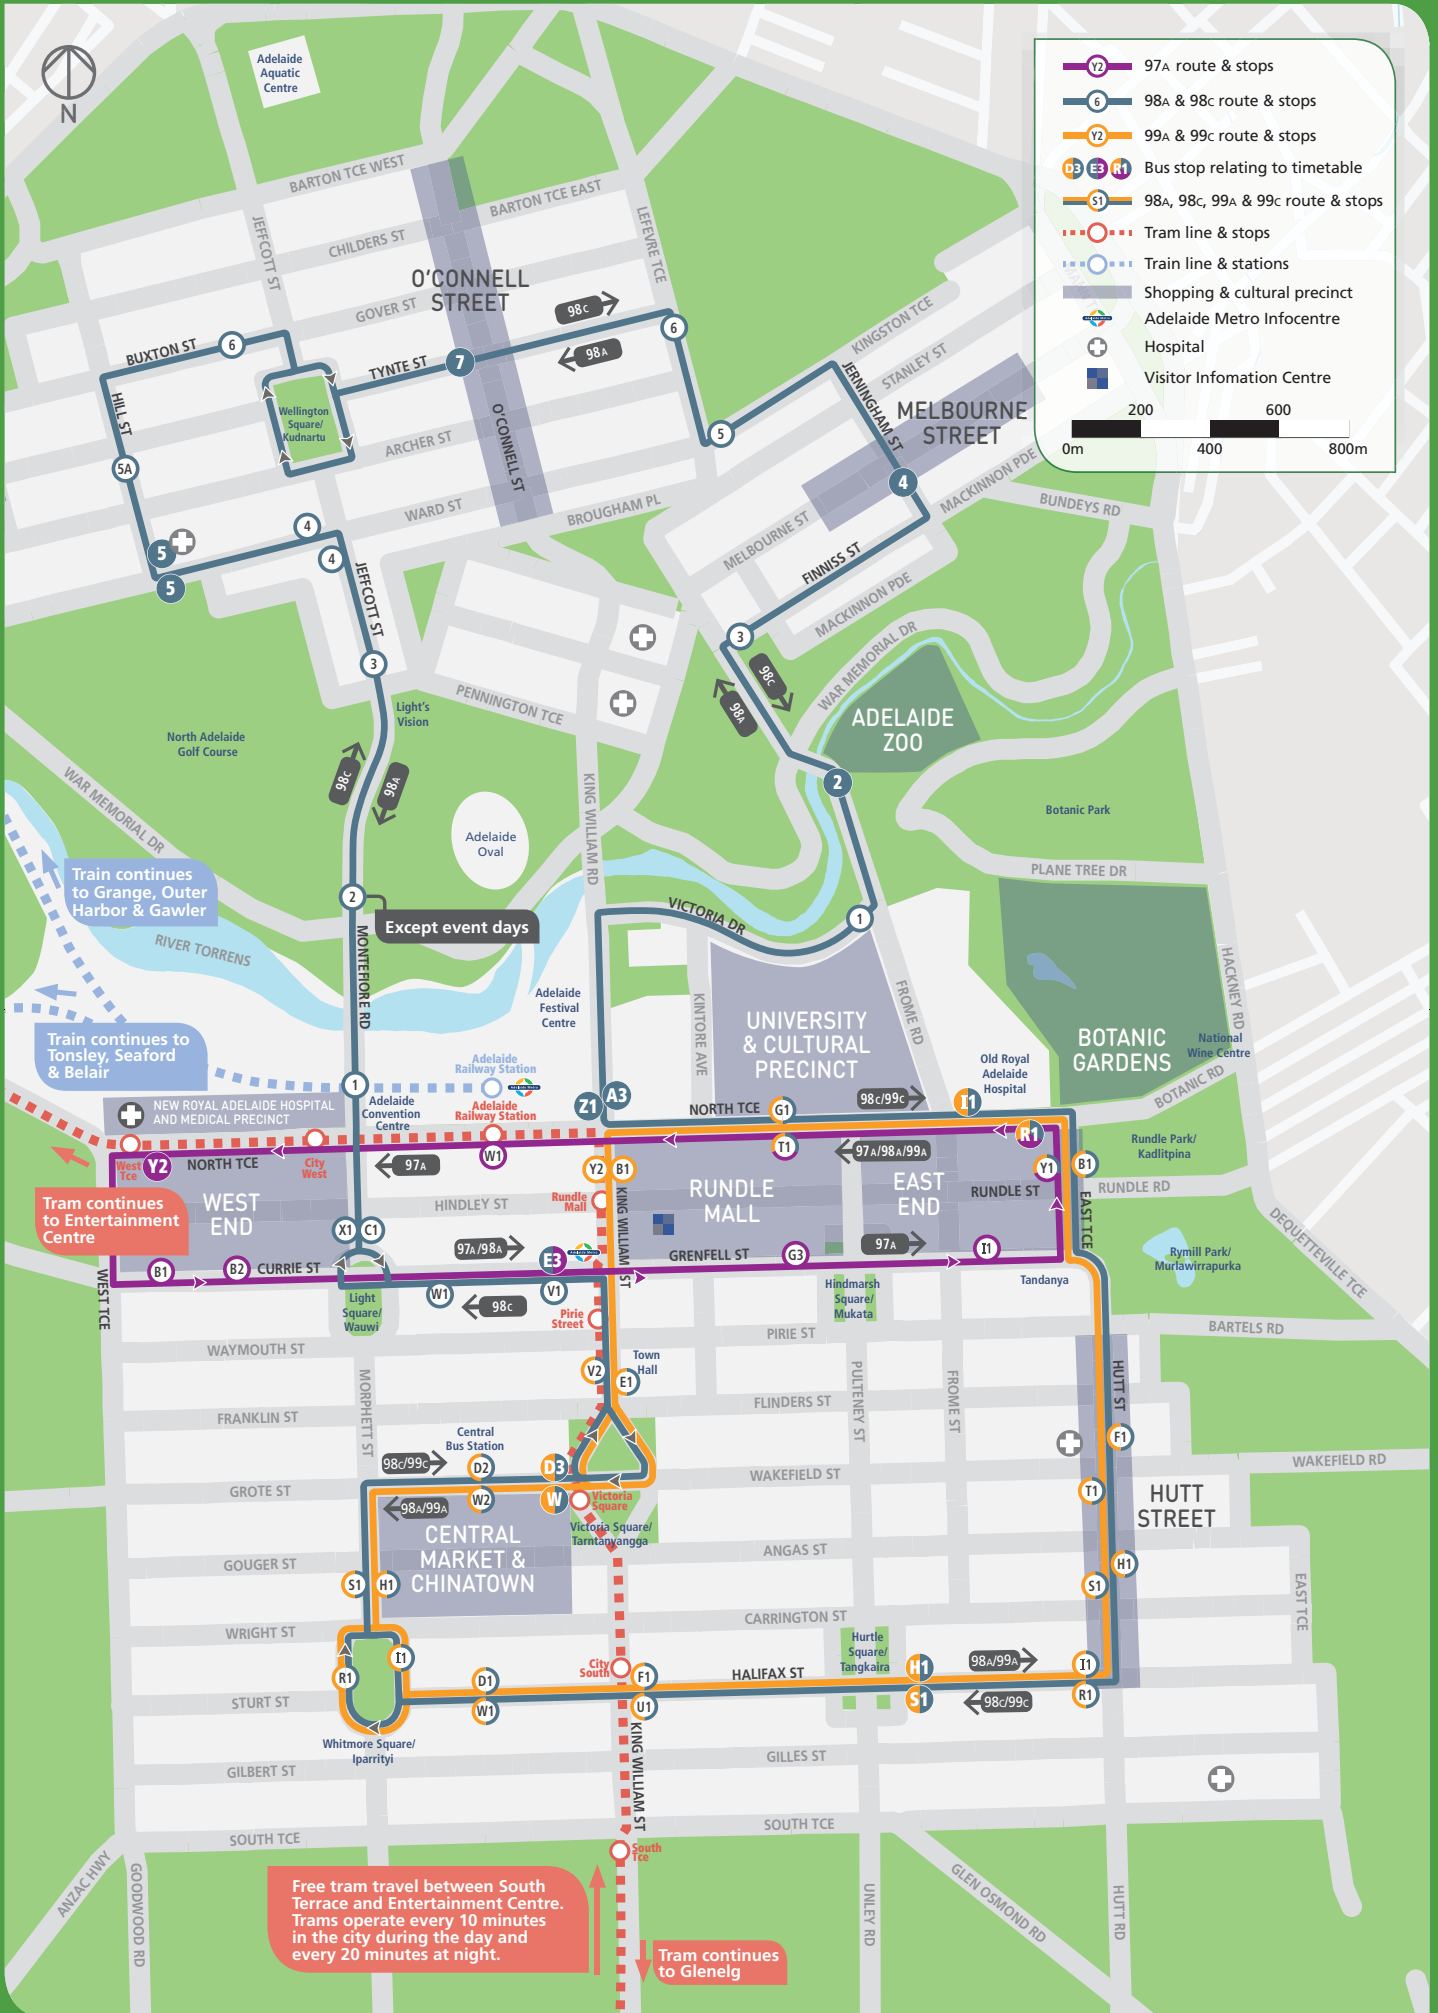 Adelaide
Aquatic
Centre
N
Y2
97A route & stops
6
98A & 98C route & stops
Y2
99A & 99C route & stops
D3 E3 R1
Bus stop relating to timetable
S1
98A, 98C, 99A & 99C route & stops
Tram line & stops
Train line & stations
Shopping & cultural precinct
Adelaide Metro Infocentre
Hospital
Visitor Infomation Centre
200
600
0m
400
800m
BARTON TCE WEST
BARTON TCE EAST
JEFFCOTT ST
CHILDERS ST
LEFEVRE TCE
O'CONNELL
STREET
GOVER ST
98C
98A
6
BUXTON ST
6
TYNTE ST
7
KINGSTON TCE
STANLEY ST
JERNINGHAM ST
MELBOURNE
STREET
HILL ST
Wellington
Square/
Kudnartu
O'CONNELL ST
ARCHER ST
5
5A
4
MACKINNON PDE
BUNDEYS RD
WARD ST
BROUGHAM PL
MELBOURNE ST
4
4
5
5
FINNISS ST
MACKINNON PDE
JEFFCOTT ST
3
3
WAR MEMORIAL DR
98C
98A
PENNINGTON TCE
Light's
Vision
ADELAIDE
ZOO
North Adelaide
Golf Course
98C
98A
2
WAR MEMORIAL DR
KING WILLIAM RD
Botanic Park
Adelaide
Oval
PLANE TREE DR
Train continues
to Grange, Outer
Harbor & Gawler
2
Except event days
VICTORIA DR
1
RIVER TORRENS
MONTEFIORE RD
HACKNEY RD
Adelaide
Festival
Centre
KINTORE AVE
FROME RD
UNIVERSITY
& CULTURAL
PRECINCT
BOTANIC
GARDENS
National
Wine Centre
Train continues to
Tonsley, Seaford
& Belair
Adelaide
Railway Station
Old Royal
Adelaide
Hospital
BOTANIC RD
1
Adelaide
Convention
Centre
Adelaide
Railway Station
Z1
A3
NORTH TCE
G1
98C/99C
I1
NEW ROYAL ADELAIDE HOSPITAL
AND MEDICAL PRECINCT
R1
Rundle Park/
Kadlitpina
West
Tce
Y2
NORTH TCE
City
West
97A
W1
T1
97A/98A/99A
Y1
B1
Y2
B1
RUNDLE RD
Tram continues
to Entertainment
Centre
WEST
END
HINDLEY ST
Rundle
Mall
KING WILLIAM ST
RUNDLE
MALL
EAST
END
RUNDLE ST
EAST TCE
DEQUETTEVILLE TCE
X1
C1
97A/98A
E3
GRENFELL ST
G3
97A
I1
Rymill Park/
Murlawirrapurka
B1
B2
CURRIE ST
WEST TCE
Light
Square/
Wauwi
W1
V1
98C
Hindmarsh
Square/
Mukata
Tandanya
Pirie
Street
PIRIE ST
BARTELS RD
WAYMOUTH ST
Town
Hall
V2
E1
MORPHETT ST
PULTENEY ST
FROME ST
HUTT ST
FRANKLIN ST
FLINDERS ST
Central
Bus Station
98C/99C
D2
D3
F1
WAKEFIELD ST
WAKEFIELD RD
GROTE ST
98A/99A
W2
W
Victoria
Square
T1
HUTT
STREET
Victoria Square/
Tarntanyangga
CENTRAL
MARKET &
CHINATOWN
GOUGER ST
ANGAS ST
H1
S1
H1
S1
EAST TCE
WRIGHT ST
CARRINGTON ST
Hurtle
Square/
Tangkaira
I1
R1
City
South
F1
HALIFAX ST
H1
98A/99A
I1
D1
STURT ST
W1
U1
S1
98C/99C
R1
Whitmore Square/
Iparrityi
KING WILLIAM ST
GILLES ST
GILBERT ST
SOUTH TCE
SOUTH TCE
South
Tce
ANZAC HWY
GOODWOOD RD
UNLEY RD
GLEN OSMOND RD
HUTT RD
Free tram travel between South
Terrace and Entertainment Centre.
Trams operate every 10 minutes
in the city during the day and
every 20 minutes at night.
Tram continues
to Glenelg